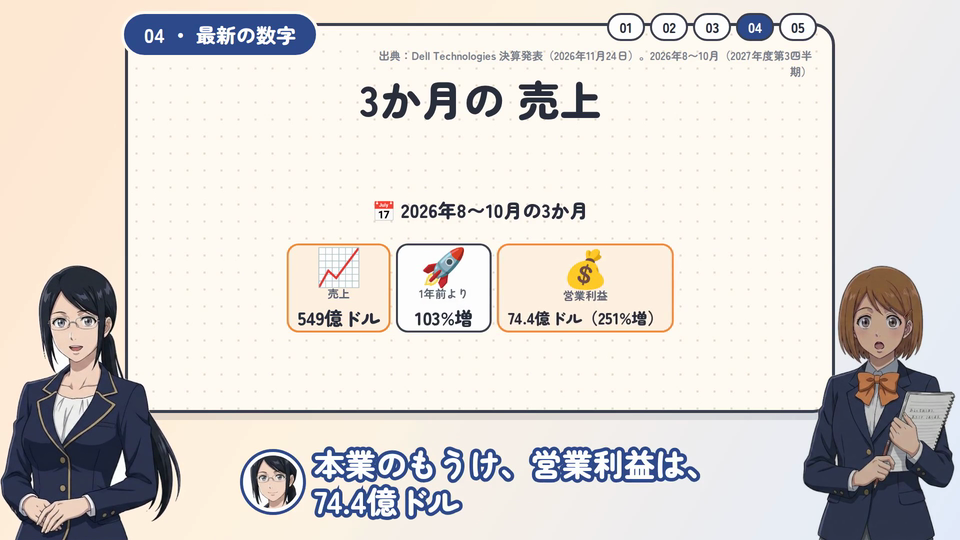 04 ・ 最新の数字
01 02 03 04 05
出典：Dell Technologies 決算発表（2026年11月24日）。2026年8〜10月（2027年度第3四半
期）
3か月の 売上
2026年8〜10月の3か月
売上
549億ドル
1年前より
103%増
営業利益
74.4億ドル（251%増）
本業のもうけ、営業利益は、
74.4億ドル